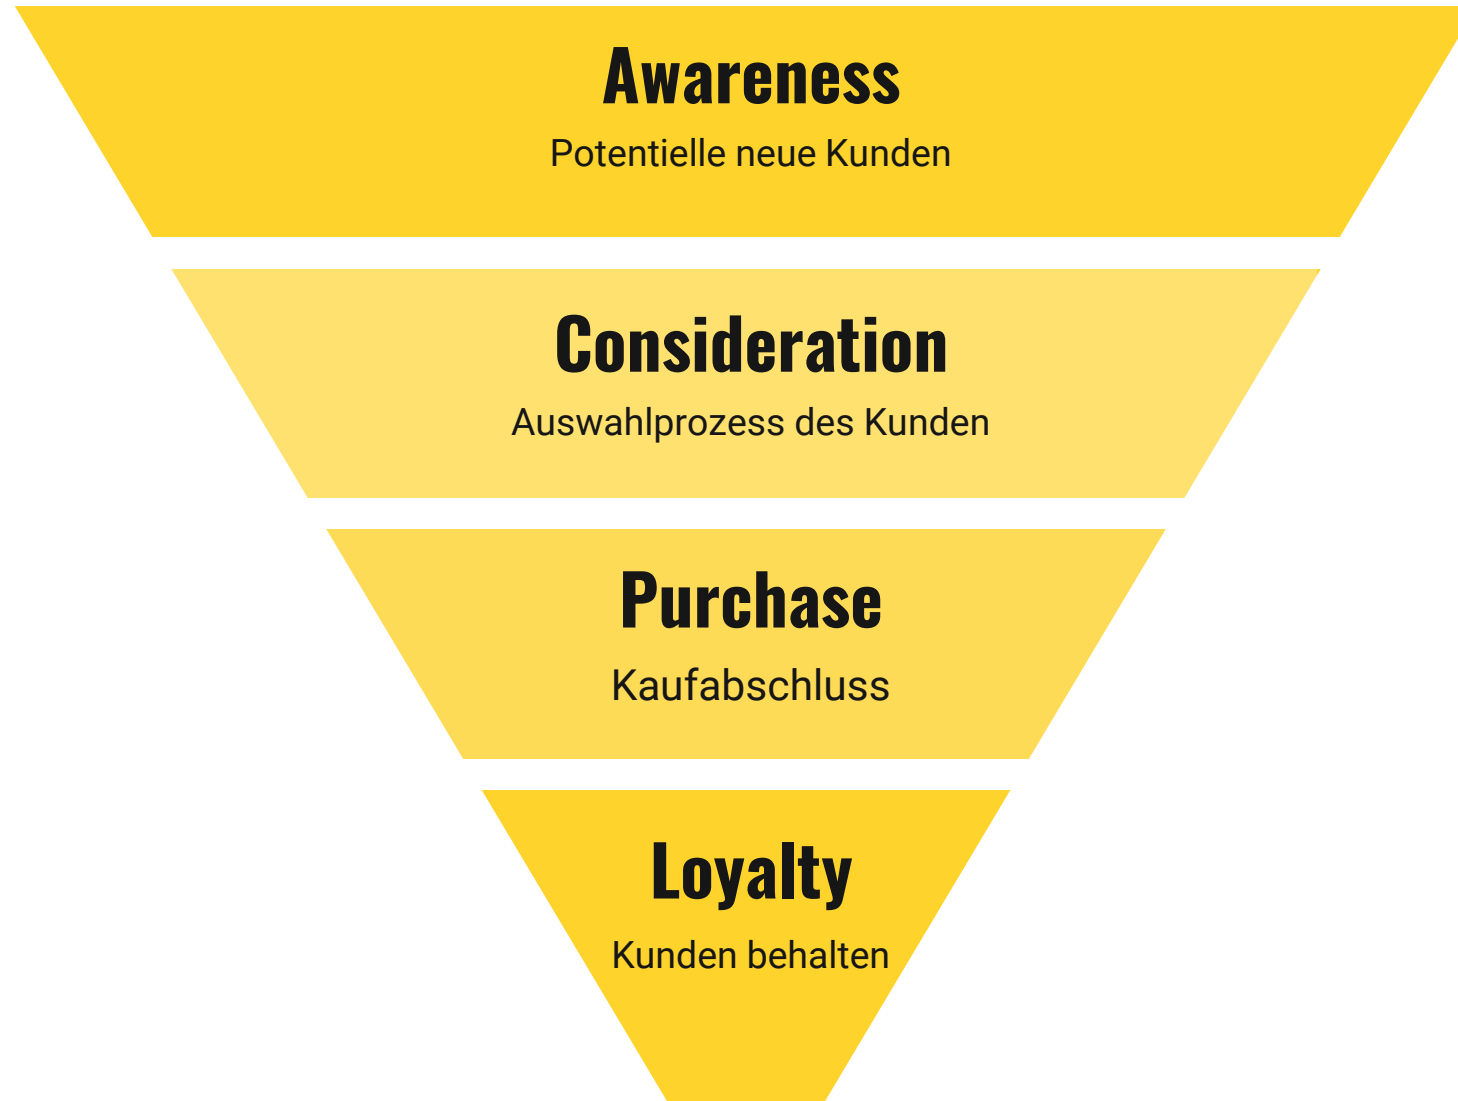 Awareness
Potentielle neue Kunden
Consideration
Auswahlprozess des Kunden
Purchase
Kaufabschluss
Loyalty
Kunden behalten